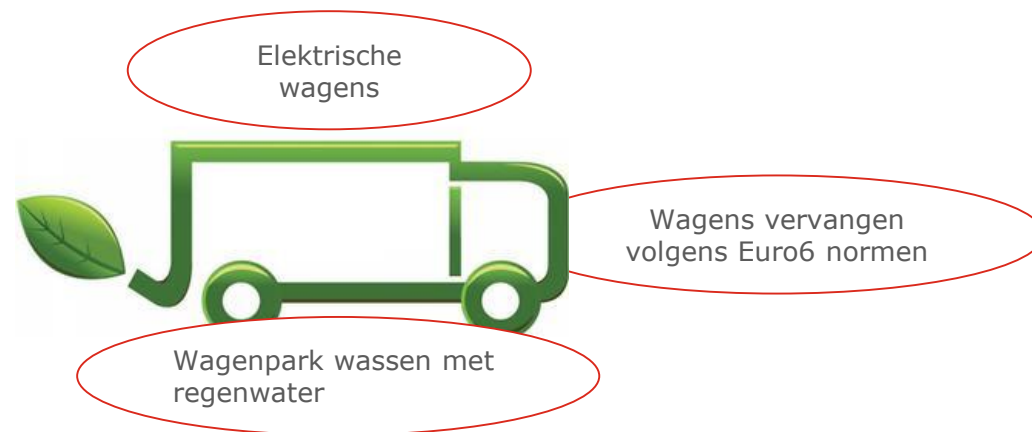 Elektrische
wagens
Wagens vervangen
volgens Euro6 normen
Wagenpark wassen met
regenwater